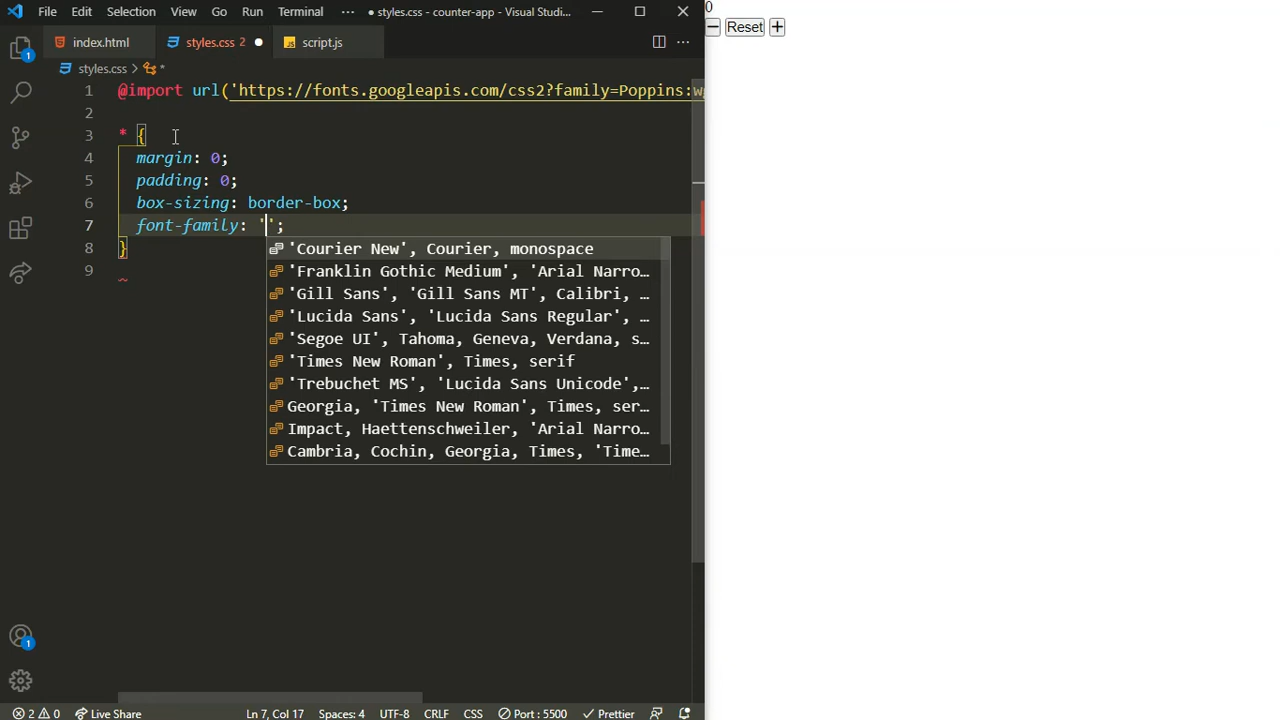 File Edit Selection View Go Run Terminal ··· ● styles.css - counter-app - Visual Studi...
0
− Reset +
index.html styles.css 2 ● script.js ···
styles.css > *
1 @import url('https://fonts.googleapis.com/css2?family=Poppins:w
2
3 * {
4 margin: 0;
5 padding: 0;
6 box-sizing: border-box;
7 font-family: '';
'Courier New', Courier, monospace
8 }
'Franklin Gothic Medium', 'Arial Narro…
9
'Gill Sans', 'Gill Sans MT', Calibri, …
'Lucida Sans', 'Lucida Sans Regular', …
'Segoe UI', Tahoma, Geneva, Verdana, s…
'Times New Roman', Times, serif
'Trebuchet MS', 'Lucida Sans Unicode',…
Georgia, 'Times New Roman', Times, ser…
Impact, Haettenschweiler, 'Arial Narro…
Cambria, Cochin, Georgia, Times, 'Time…
1
1
2 0 Live Share Ln 7, Col 17 Spaces: 4 UTF-8 CRLF CSS Port : 5500 Prettier